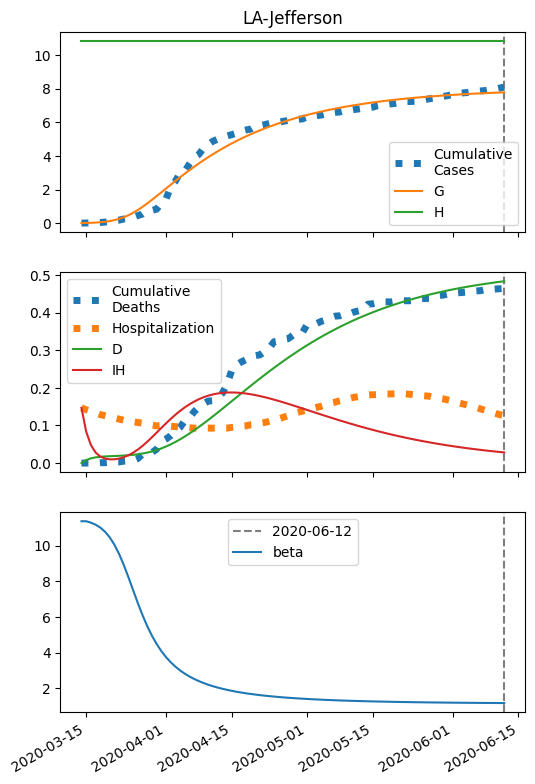 LA-Jefferson
10
8
6
4
2
0
Cumulative
Cases
G
H
0.5
0.4
0.3
0.2
0.1
0.0
Cumulative
Deaths
Hospitalization
D
IH
10
8
6
4
2
2020-06-12
beta
2020-03-15
2020-04-01
2020-04-15
2020-05-01
2020-05-15
2020-06-01
2020-06-15